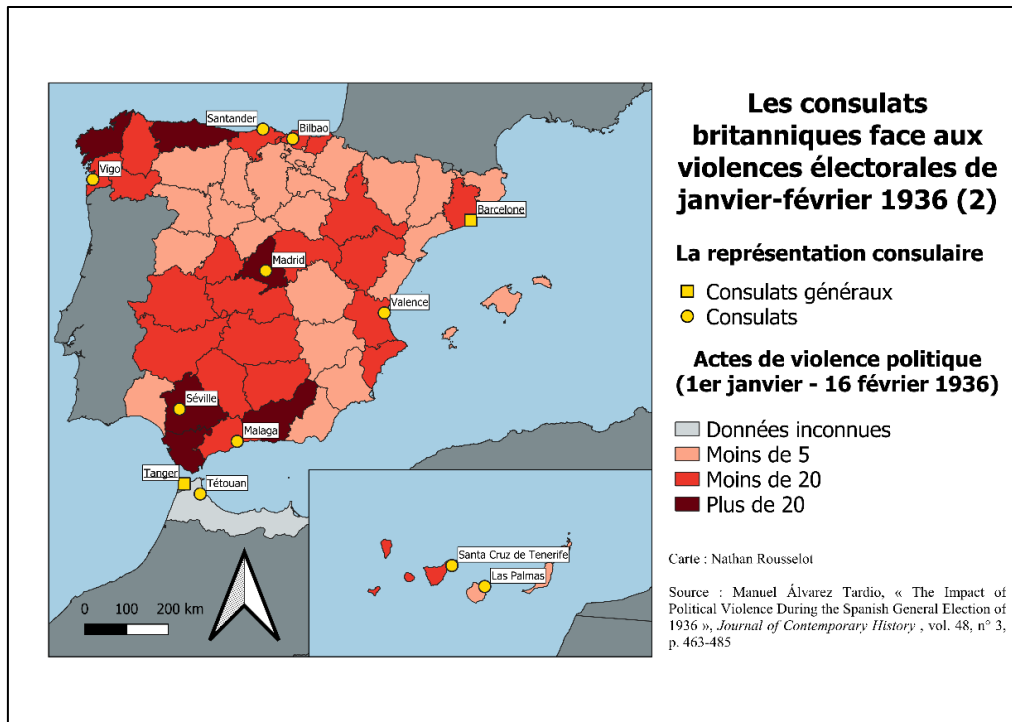 Les consulats
britanniques face aux
violences électorales de
janvier-février 1936 (2)
La représentation consulaire
Consulats généraux
Consulats
Actes de violence politique
(1er janvier - 16 février 1936)
Données inconnues
Moins de 5
Moins de 20
Plus de 20
Carte : Nathan Rousselot
Source : Manuel Álvarez Tardio, « The Impact of
Political Violence During the Spanish General Election of
1936 », Journal of Contemporary History , vol. 48, n° 3,
p. 463-485
Santander
Bilbao
Vigo
Barcelone
Madrid
Valence
Séville
Malaga
Tanger
Tétouan
Santa Cruz de Tenerife
Las Palmas
0 100 200 km